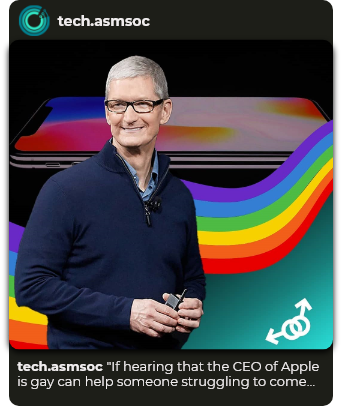 tech.asmsoc
tech.asmsoc "If hearing that the CEO of Apple
is gay can help someone struggling to come...